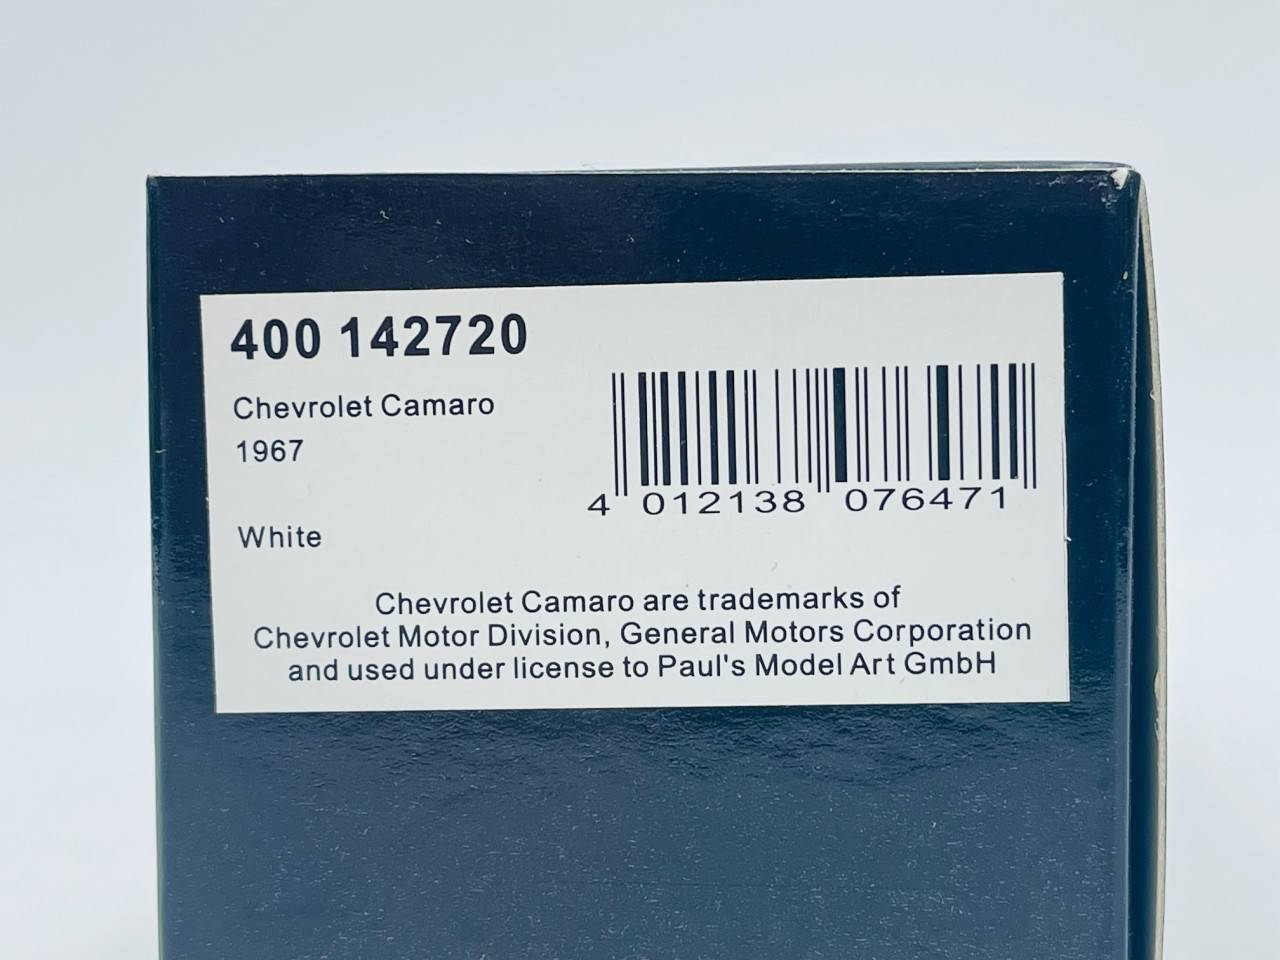 400 142720
Chevrolet Camaro
1967
4 012138 076471
White
Chevrolet Camaro are trademarks of
Chevrolet Motor Division, General Motors Corporation
and used under license to Paul's Model Art GmbH